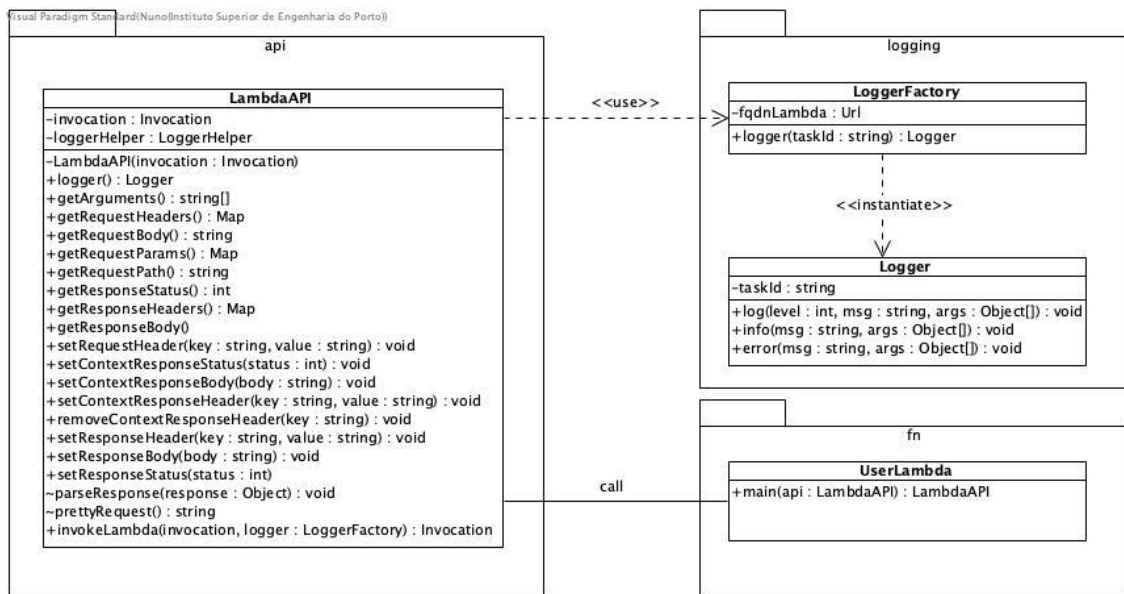 Visual Paradigm Standard(Nuno(Instituto Superior de Engenharia do Porto))
api
LambdaAPI
-invocation : Invocation
-loggerHelper : LoggerHelper
-LambdaAPI(invocation : Invocation)
+logger() : Logger
+getArguments() : string[]
+getRequestHeaders() : Map
+getRequestBody() : string
+getRequestParams() : Map
+getRequestPath() : string
+getResponseStatus() : int
+getResponseHeaders() : Map
+getResponseBody()
+setRequestHeader(key : string, value : string) : void
+setContextResponseStatus(status : int) : void
+setContextResponseBody(body : string) : void
+setContextResponseHeader(key : string, value : string) : void
+removeContextResponseHeader(key : string) : void
+setResponseHeader(key : string, value : string) : void
+setResponseBody(body : string) : void
+setResponseStatus(status : int)
~parseResponse(response : Object) : void
~prettyRequest() : string
+invokeLambda(invocation, logger : LoggerFactory) : Invocation
<<use>>
call
logging
LoggerFactory
-fqdnLambda : Url
+logger(taskId : string) : Logger
<<instantiate>>
Logger
-taskId : string
+log(level : int, msg : string, args : Object[]) : void
+info(msg : string, args : Object[]) : void
+error(msg : string, args : Object[]) : void
fn
UserLambda
+main(api : LambdaAPI) : LambdaAPI